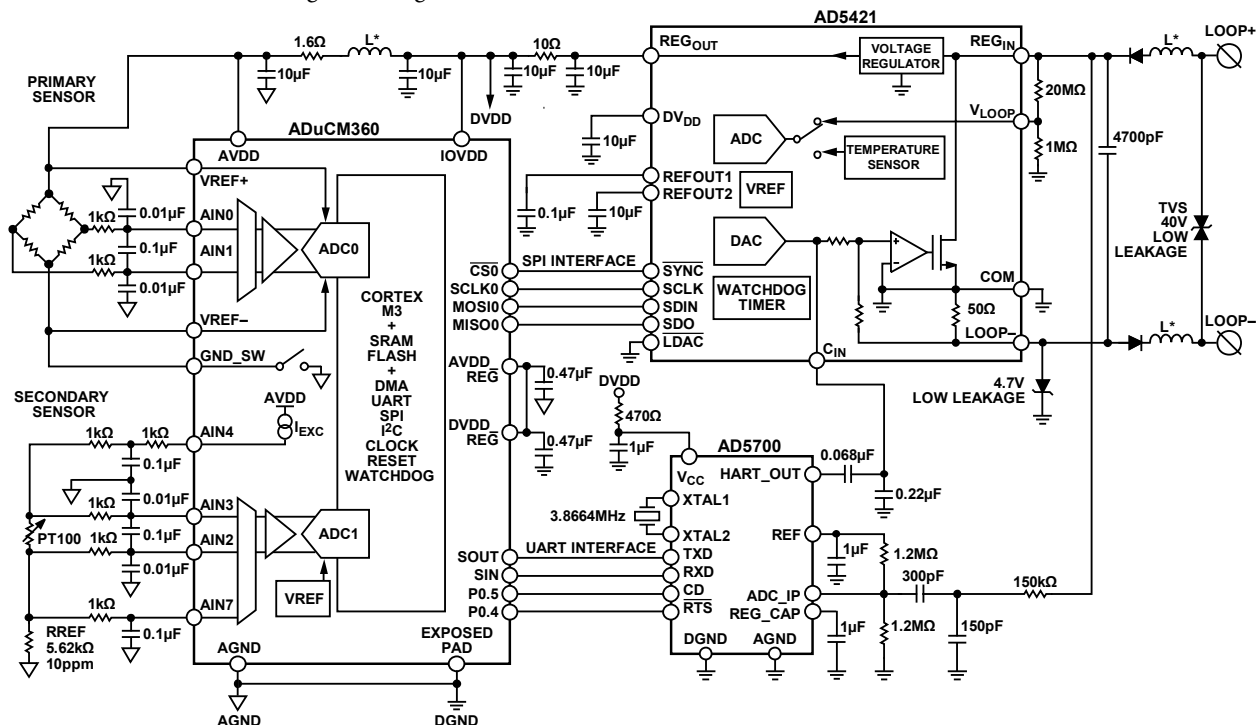 AD5421
LOOP+
1.6Ω
L*
10Ω
REGOUT
VOLTAGE
REGULATOR
REGIN
L*
10µF
10µF
10µF
10µF
PRIMARY
SENSOR
DVDD
20MΩ
VLOOP
ADuCM360
DVDD
10µF
ADC
TEMPERATURE
SENSOR
1MΩ
4700pF
AVDD
IOVDD
VREF+
REFOUT1
REFOUT2
VREF
0.01µF
1kΩ
AIN0
0.1µF
10µF
0.1µF
AIN1
ADC0
DAC
TVS
40V
LOW
LEAKAGE
1kΩ
0.01µF
CS0
SPI INTERFACE
SYNC
COM
SCLK0
SCLK
WATCHDOG
TIMER
MOSI0
SDIN
50Ω
VREF–
MISO0
SDO
LOOP–
LOOP–
CORTEX
M3
+
SRAM
FLASH
+
DMA
UART
SPI
I2C
CLOCK
RESET
WATCHDOG
LDAC
CIN
L*
GND_SW
AVDD_
REG
0.47µF
DVDD
4.7V
LOW LEAKAGE
SECONDARY
SENSOR
AVDD
470Ω
IEXC
1kΩ
1kΩ
AIN4
DVDD_
REG
0.47µF
1µF
AD5700
0.1µF
VCC
HART_OUT
0.068µF
0.01µF
XTAL1
0.22µF
1kΩ
AIN3
3.8664MHz
PT100
0.1µF
AIN2
ADC1
XTAL2
REF
1kΩ
SOUT
UART INTERFACE
TXD
1µF
1.2MΩ
0.01µF
SIN
RXD
300pF
150kΩ
VREF
P0.5
CD
ADC_IP
1kΩ
AIN7
P0.4
RTS
REG_CAP
RREF
5.62kΩ
10ppm
0.1µF
EXPOSED
PAD
DGND
AGND
1µF
1.2MΩ
150pF
AGND
AGND
DGND